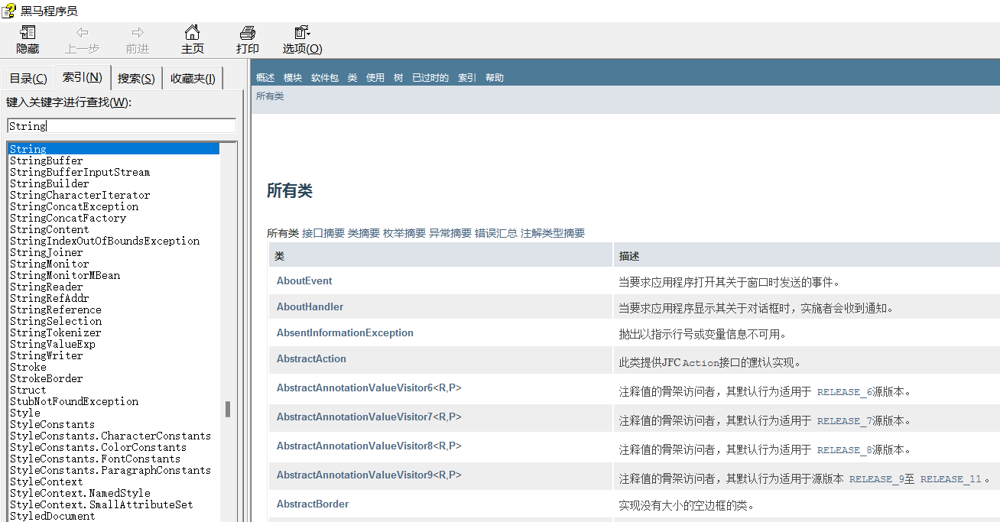 黑马程序员
隐藏 上一步 前进 主页 打印 选项(O)
目录(C) 索引(N) 搜索(S) 收藏夹(I)
键入关键字进行查找(W):
String
String
StringBuffer
StringBufferInputStream
StringBuilder
StringCharacterIterator
StringConcatException
StringConcatFactory
StringContent
StringIndexOutOfBoundsException
StringJoiner
StringMonitor
StringMonitorMBean
StringReader
StringRefAddr
StringReference
StringSelection
StringTokenizer
StringValueExp
StringWriter
Stroke
StrokeBorder
Struct
StubNotFoundException
Style
StyleConstants
StyleConstants.CharacterConstants
StyleConstants.ColorConstants
StyleConstants.FontConstants
StyleConstants.ParagraphConstants
StyleContext
StyleContext.NamedStyle
StyleContext.SmallAttributeSet
StyledDocument
概述 模块 软件包 类 使用 树 已过时的 索引 帮助
所有类
所有类
所有类 接口摘要 类摘要 枚举摘要 异常摘要 错误汇总 注解类型摘要
类 描述
AboutEvent 当要求应用程序打开其关于窗口时发送的事件。
AboutHandler 当要求应用程序显示其关于对话框时，实施者会收到通知。
AbsentInformationException 抛出以指示行号或变量信息不可用。
AbstractAction 此类提供JFC Action接口的默认实现。
AbstractAnnotationValueVisitor6<R,P> 注释值的骨架访问者，其默认行为适用于 RELEASE_6源版本。
AbstractAnnotationValueVisitor7<R,P> 注释值的骨架访问者，其默认行为适用于 RELEASE_7源版本。
AbstractAnnotationValueVisitor8<R,P> 注释值的骨架访问者，其默认行为适用于 RELEASE_8源版本。
AbstractAnnotationValueVisitor9<R,P> 注释值的骨架访问者，其默认行为适用于源版本 RELEASE_9至 RELEASE_11 。
AbstractBorder 实现没有大小的空边框的类。